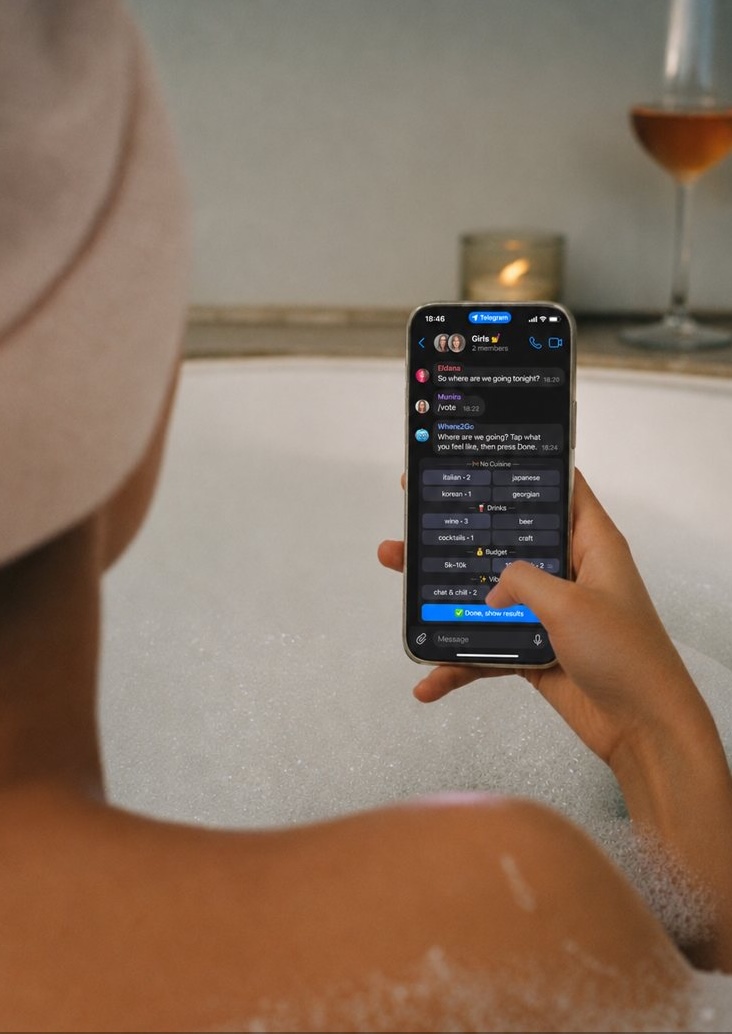 18:46
Telegram
Girls 💅
2 members
Eldana
So where are we going tonight? 18:20
Munira
/vote 18:22
Where2Go
Where are we going? Tap what
you feel like, then press Done. 18:24
No Cuisine
italian • 2 japanese
korean • 1 georgian
🥤 Drinks
wine • 3 beer
cocktails • 1 craft
💰 Budget
5k-10k • 2
✨
chat & chill • 2
✅ Done, show results
Message